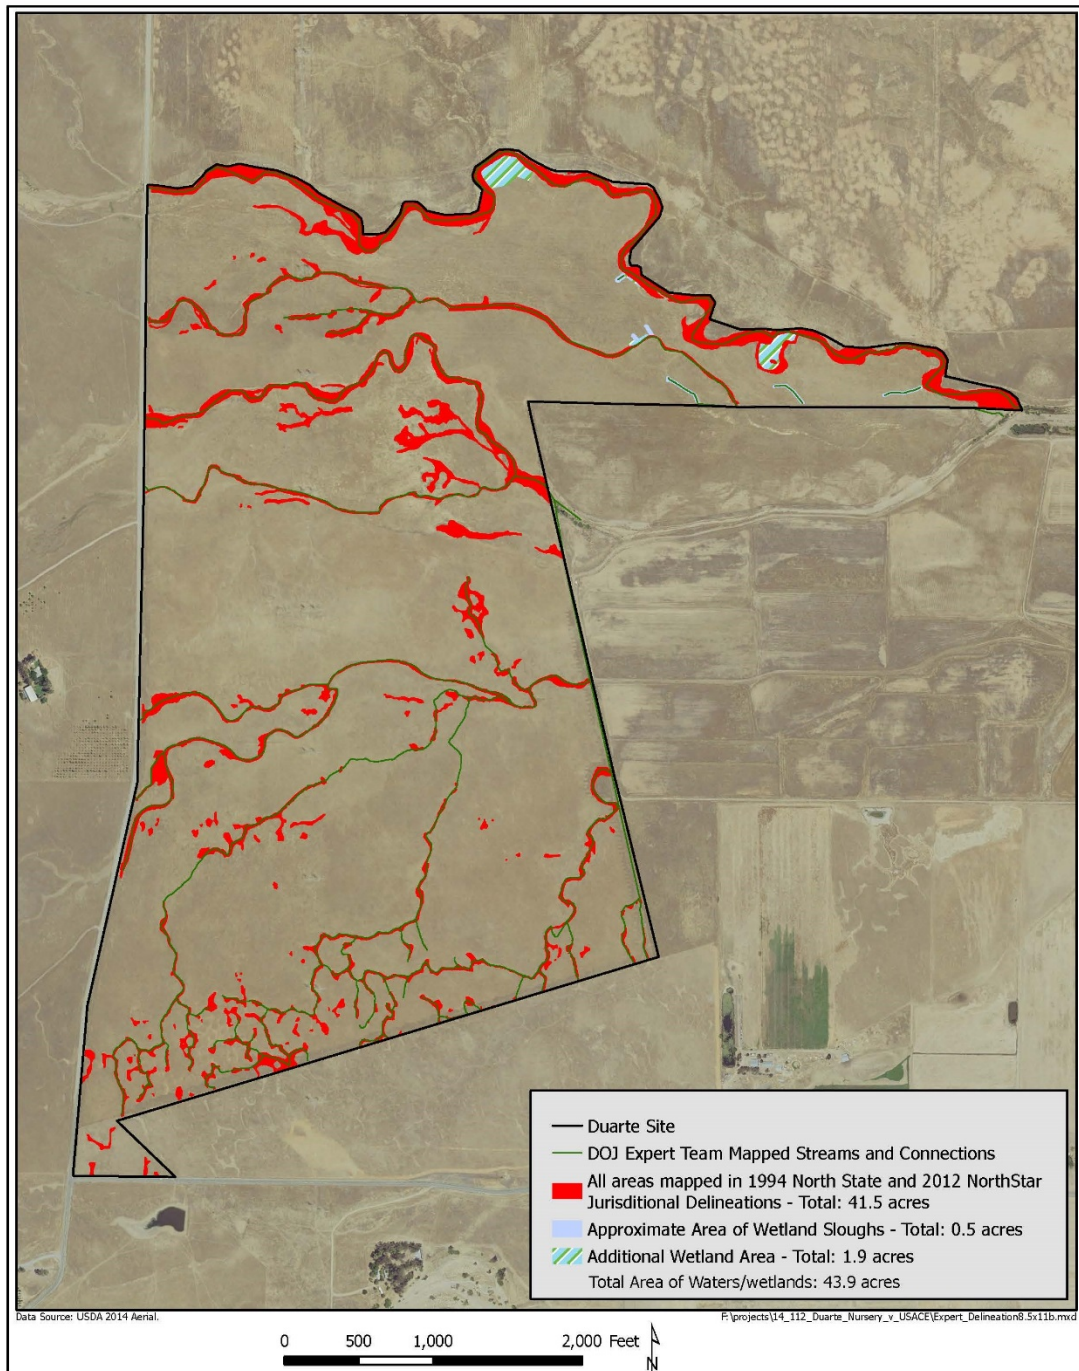 Duarte Site
DOJ Expert Team Mapped Streams and Connections
All areas mapped in 1994 North State and 2012 NorthStar
Jurisditional Delineations - Total: 41.5 acres
Approximate Area of Wetland Sloughs - Total: 0.5 acres
Additional Wetland Area - Total: 1.9 acres
Total Area of Waters/wetlands: 43.9 acres
Data Source: USDA 2014 Aerial.
F:\projects\14_112_Duarte_Nursery_v_USACE\Expert_Delineation8.5x11b.mxd
0 500 1,000 2,000 Feet
N